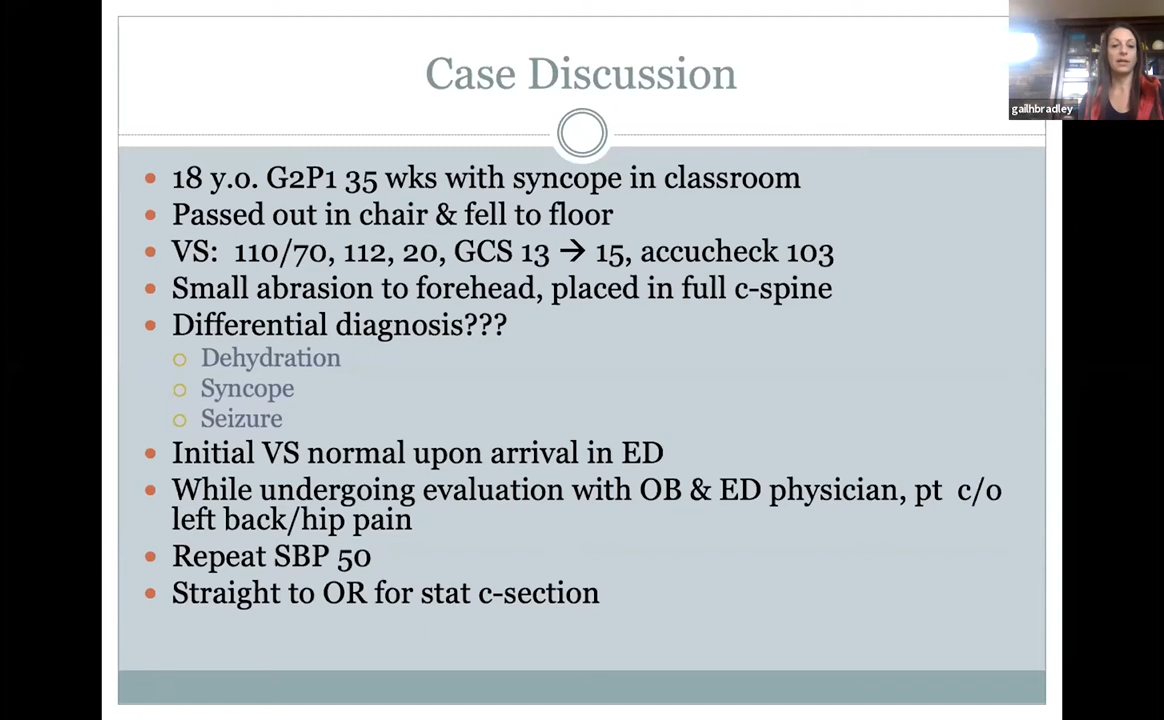 Case Discussion
gailhbradley
• 18 y.o. G2P1 35 wks with syncope in classroom
• Passed out in chair & fell to floor
• VS: 110/70, 112, 20, GCS 13 → 15, accucheck 103
• Small abrasion to forehead, placed in full c-spine
• Differential diagnosis???
○ Dehydration
○ Syncope
○ Seizure
• Initial VS normal upon arrival in ED
• While undergoing evaluation with OB & ED physician, pt c/o
left back/hip pain
• Repeat SBP 50
• Straight to OR for stat c-section